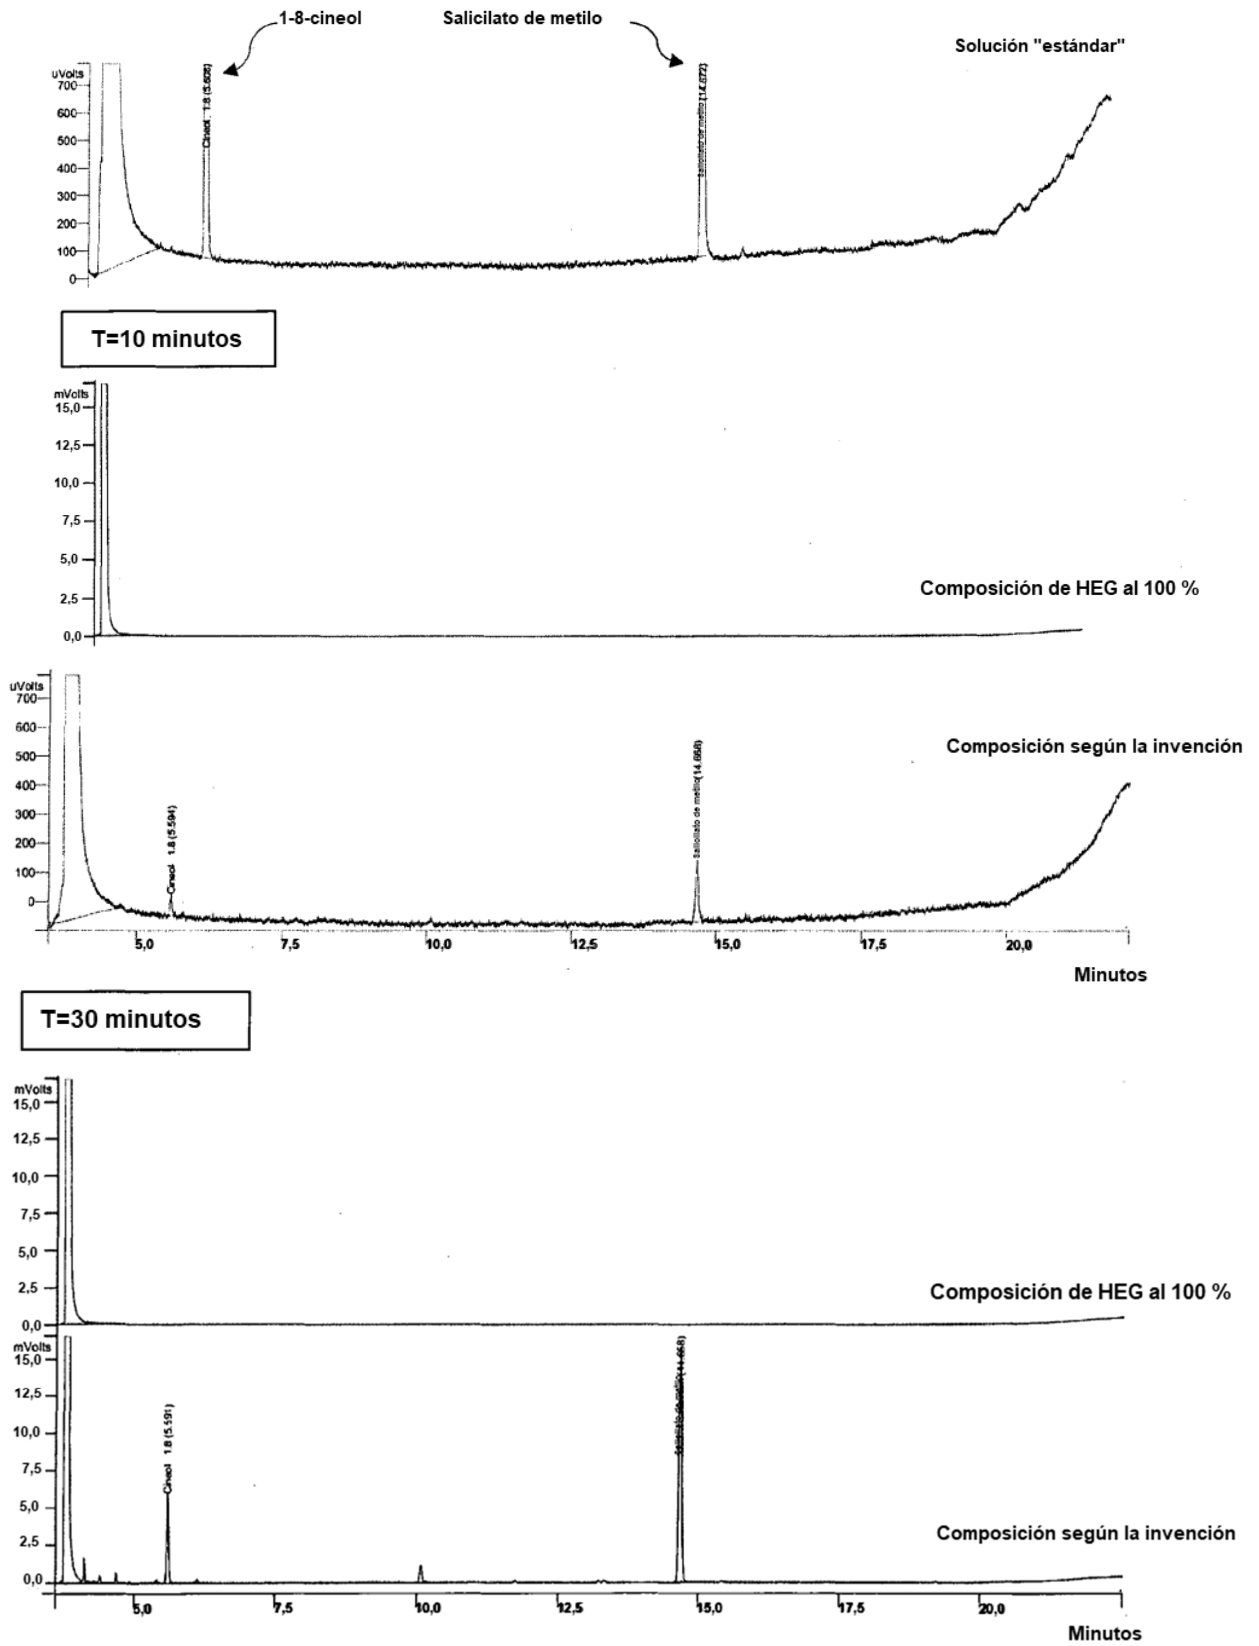 1-8-cineol
Salicilato de metilo
Solución "estándar"
uVolts
700
600
500
400
300
200
100
0
Cineol 1.8 (5.608)
Salicilato de metilo (14.672)
T=10 minutos
mVolts
15,0
12,5
10,0
7,5
5,0
2,5
0,0
Composición de HEG al 100 %
uVolts
700
600
500
400
300
200
100
0
Cineol 1.8 (5.594)
Salicilato de metilo (14.668)
Composición según la invención
5,0 7,5 10,0 12,5 15,0 17,5 20,0
Minutos
T=30 minutos
mVolts
15,0
12,5
10,0
7,5
5,0
2,5
0,0
Composición de HEG al 100 %
mVolts
15,0
12,5
10,0
7,5
5,0
2,5
0,0
Cineol 1.8 (5.591)
Salicilato de metilo
Composición según la invención
5,0 7,5 10,0 12,5 15,0 17,5 20,0
Minutos